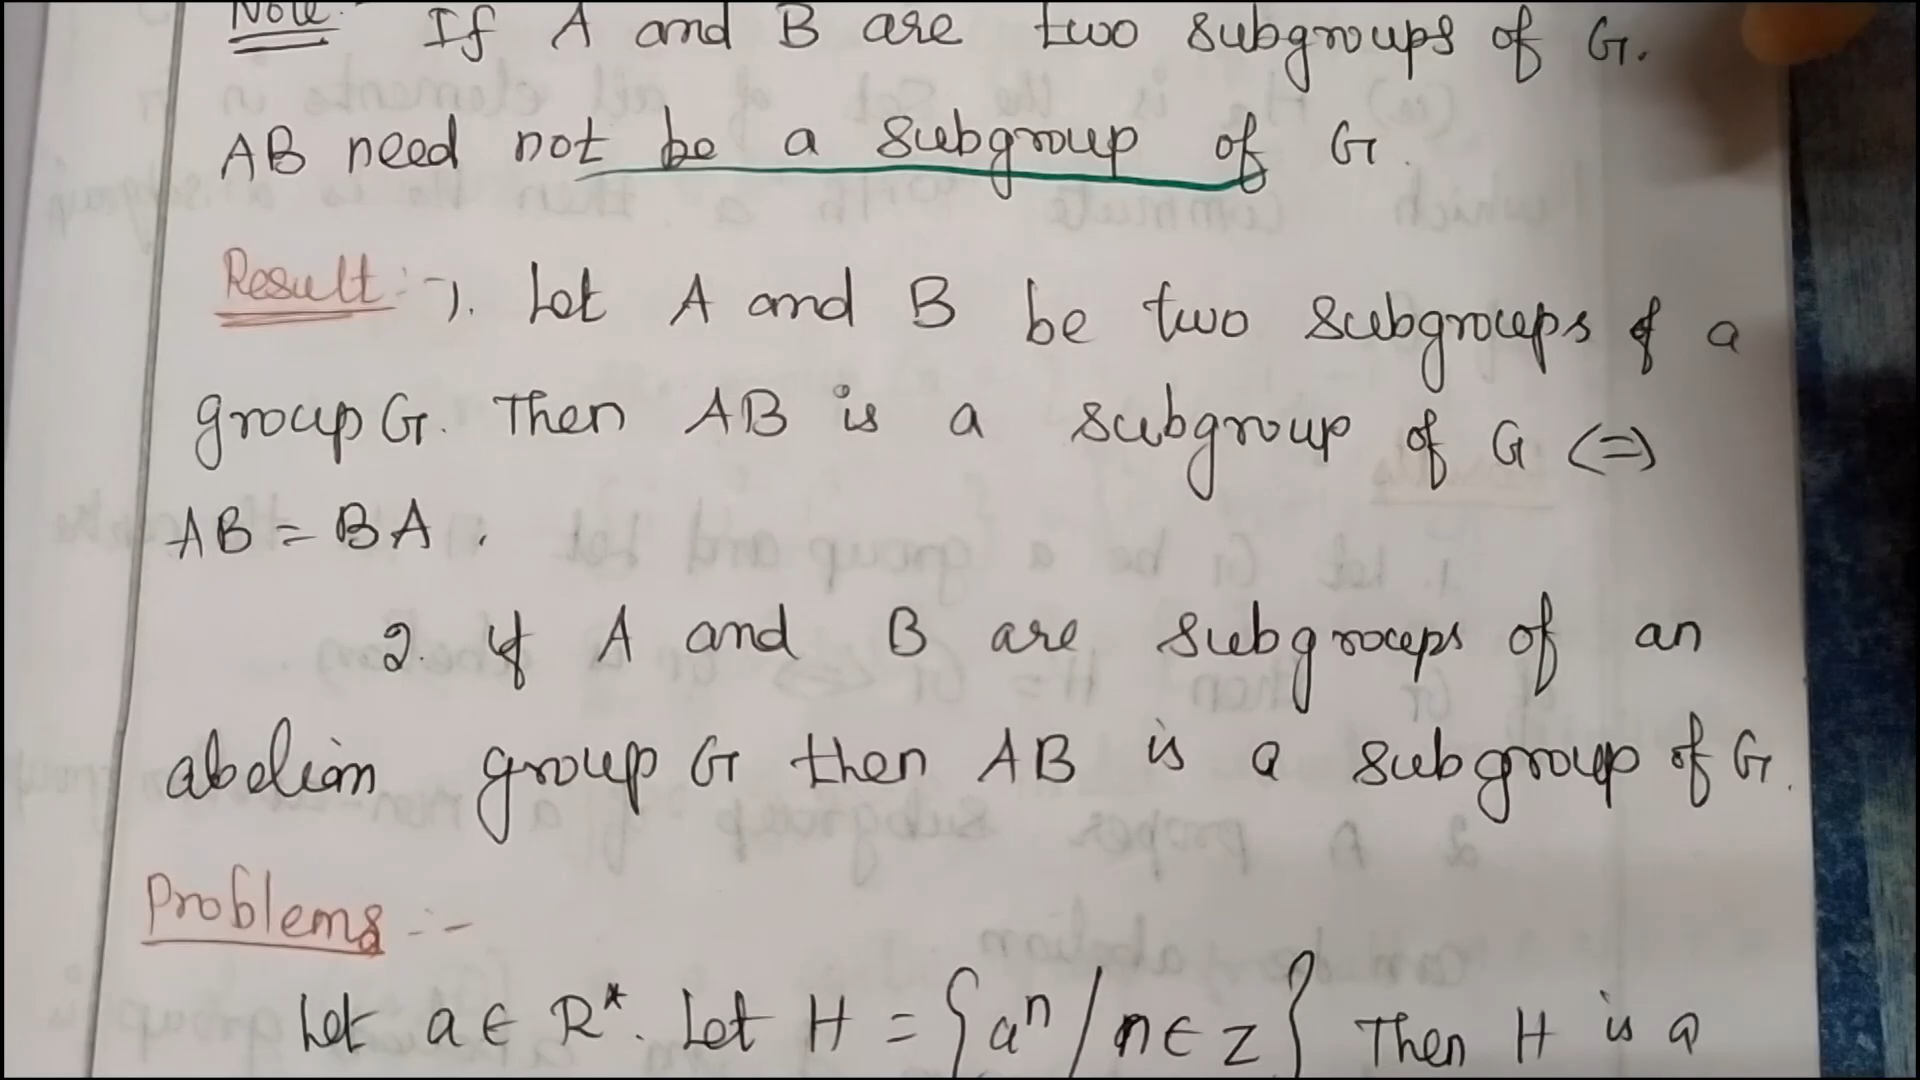 Note:- If A and B are two subgroups of G.
AB need not be a subgroup of G.
Result :- 1. Let A and B be two subgroups of a
group G. Then AB is a subgroup of G <=>
AB = BA.
2. If A and B are subgroups of an
abelian group G then AB is a subgroup of G.
Problems :-
Let a ∈ R*. Let H = {aⁿ / n ∈ Z} Then H is a